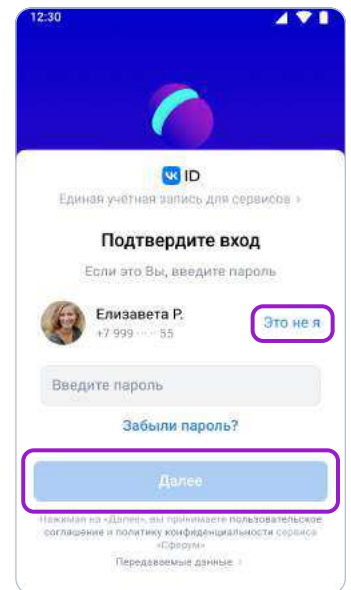 12:30
VK ID
Единая учётная запись для сервисов ›
Подтвердите вход
Если это Вы, введите пароль
Елизавета Р.
+7 999 ··· ·· 55
Это не я
Введите пароль
Забыли пароль?
Далее
Нажимая на «Далее», вы принимаете пользовательское
соглашение и политику конфиденциальности сервиса
«Сферум»
Передаваемые данные ›